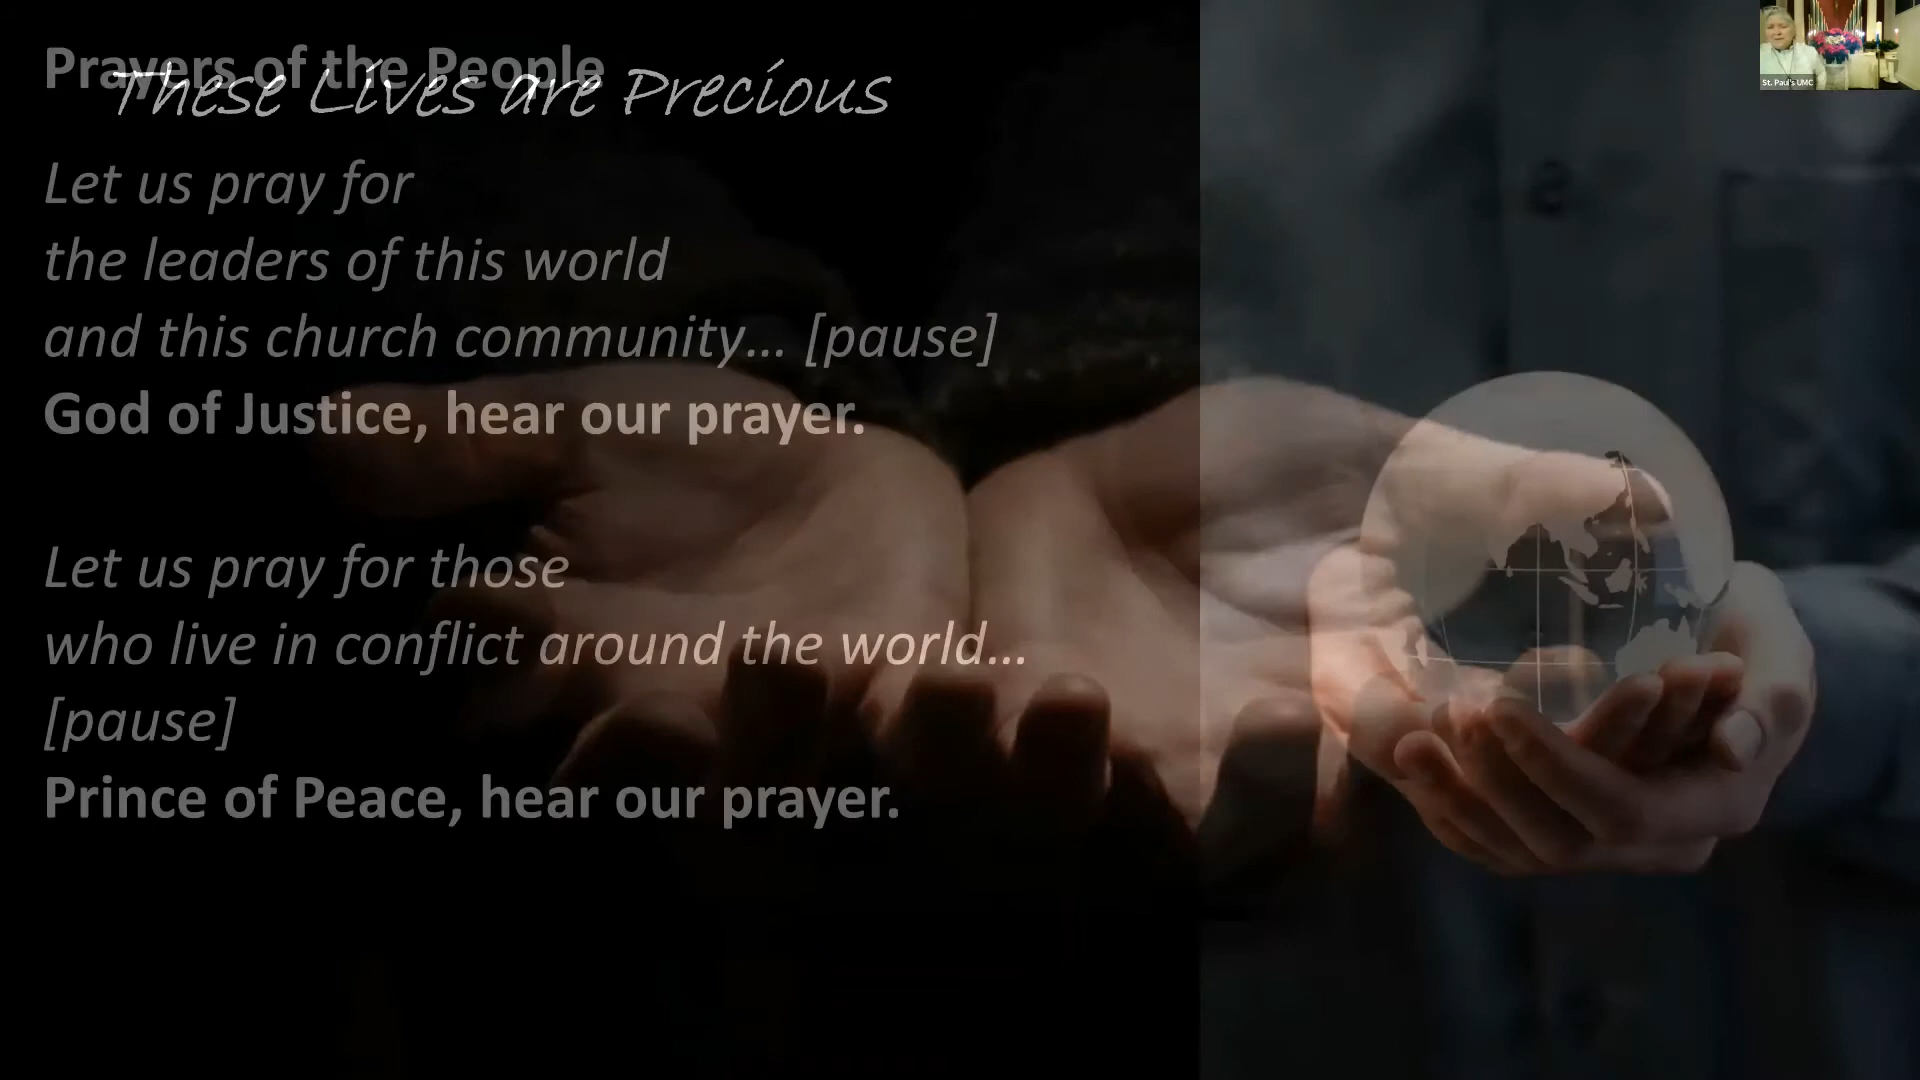 Prayers of the People
These Lives are Precious
Let us pray for
the leaders of this world
and this church community... [pause]
God of Justice, hear our prayer.
Let us pray for those
who live in conflict around the world...
[pause]
Prince of Peace, hear our prayer.
St. Paul's UMC